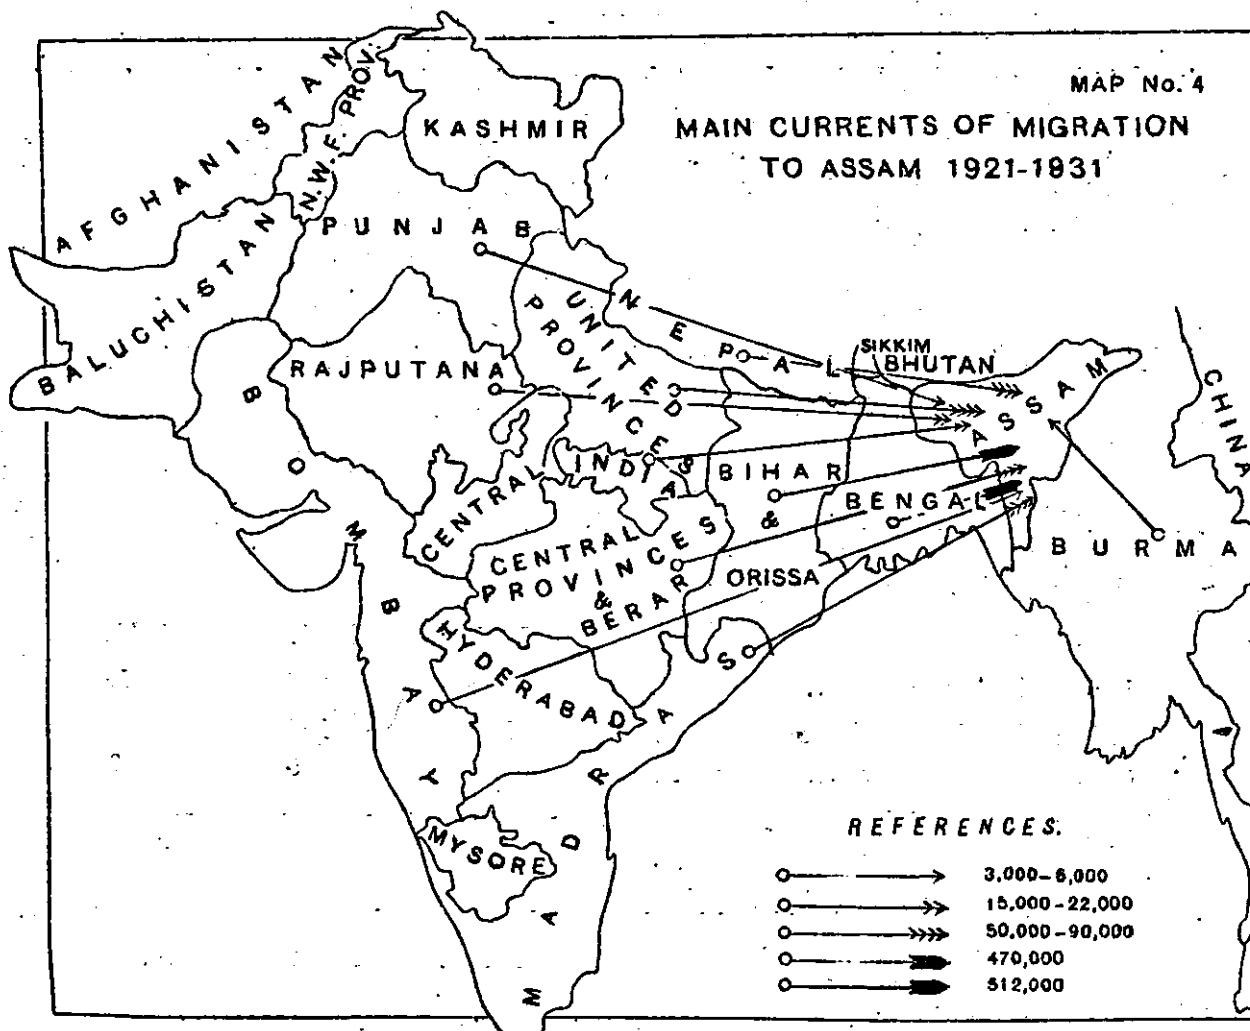 MAP No. 4
MAIN CURRENTS OF MIGRATION
TO ASSAM 1921-1931
AFGHANISTAN
N.W.F. PROV.
KASHMIR
BALUCHISTAN
PUNJAB
NEPAL
SIKKIM
BHUTAN
ASSAM
CHINA
UNITED
PROVINCES
RAJPUTANA
CENTRAL INDIA
BIHAR
&
ORISSA
BENGAL
BURMA
CENTRAL
PROVINCES
&
BERAR
BOMBAY
HYDERABAD
MYSORE
MADRAS
REFERENCES.
3,000-6,000
15,000-22,000
50,000-90,000
470,000
512,000